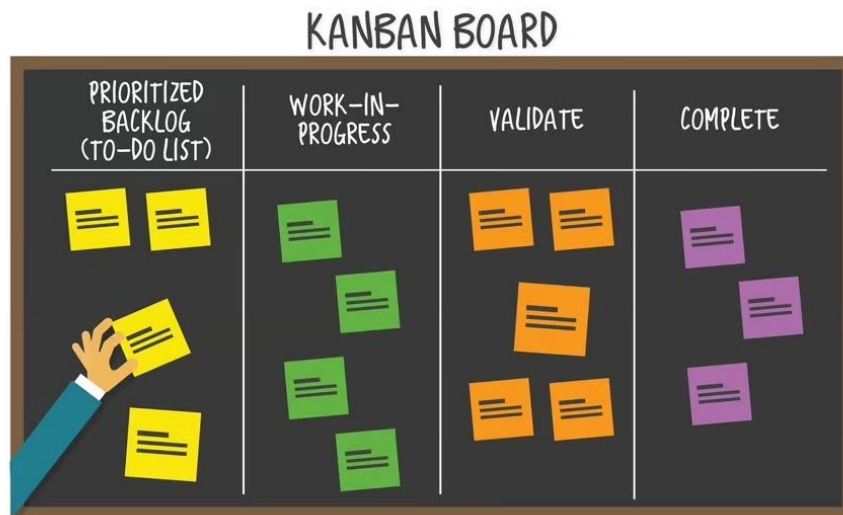 KANBAN BOARD
PRIORITIZED
BACKLOG
(TO-DO LIST)
WORK-IN-
PROGRESS
VALIDATE
COMPLETE